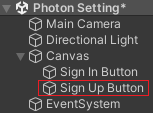 Photon Setting*
Main Camera
Directional Light
Canvas
Sign In Button
Sign Up Button
EventSystem